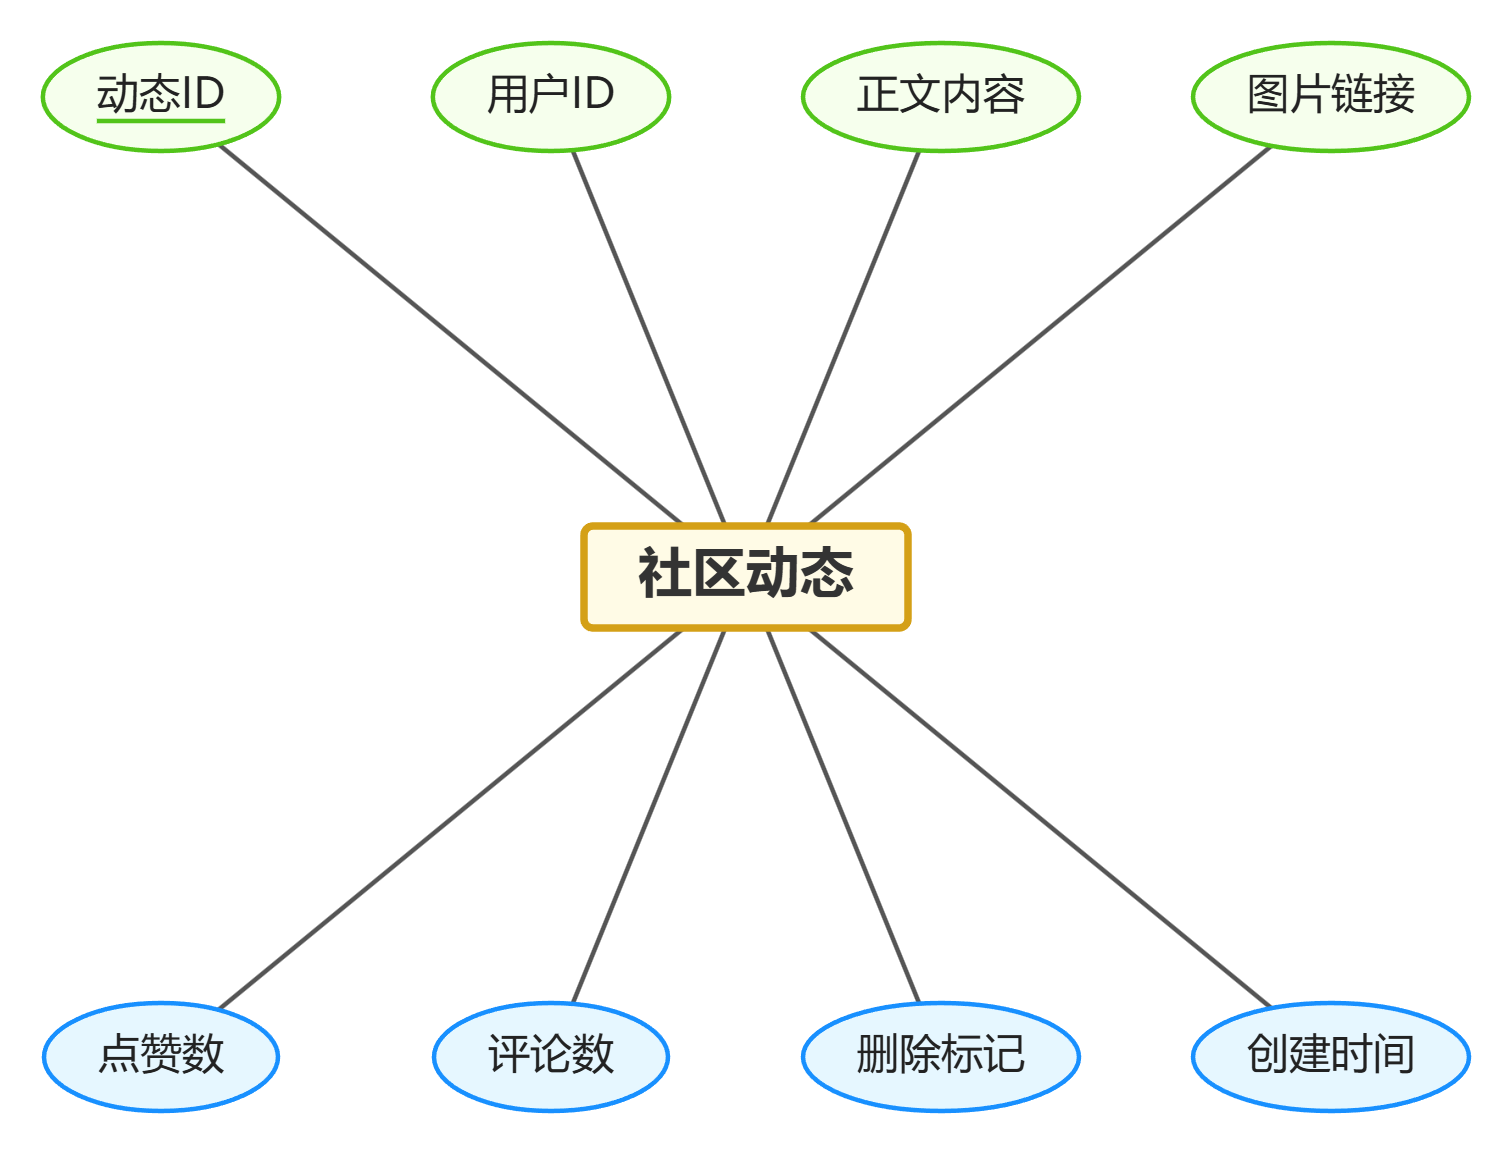 动态ID
用户ID
正文内容
图片链接
社区动态
点赞数
评论数
删除标记
创建时间